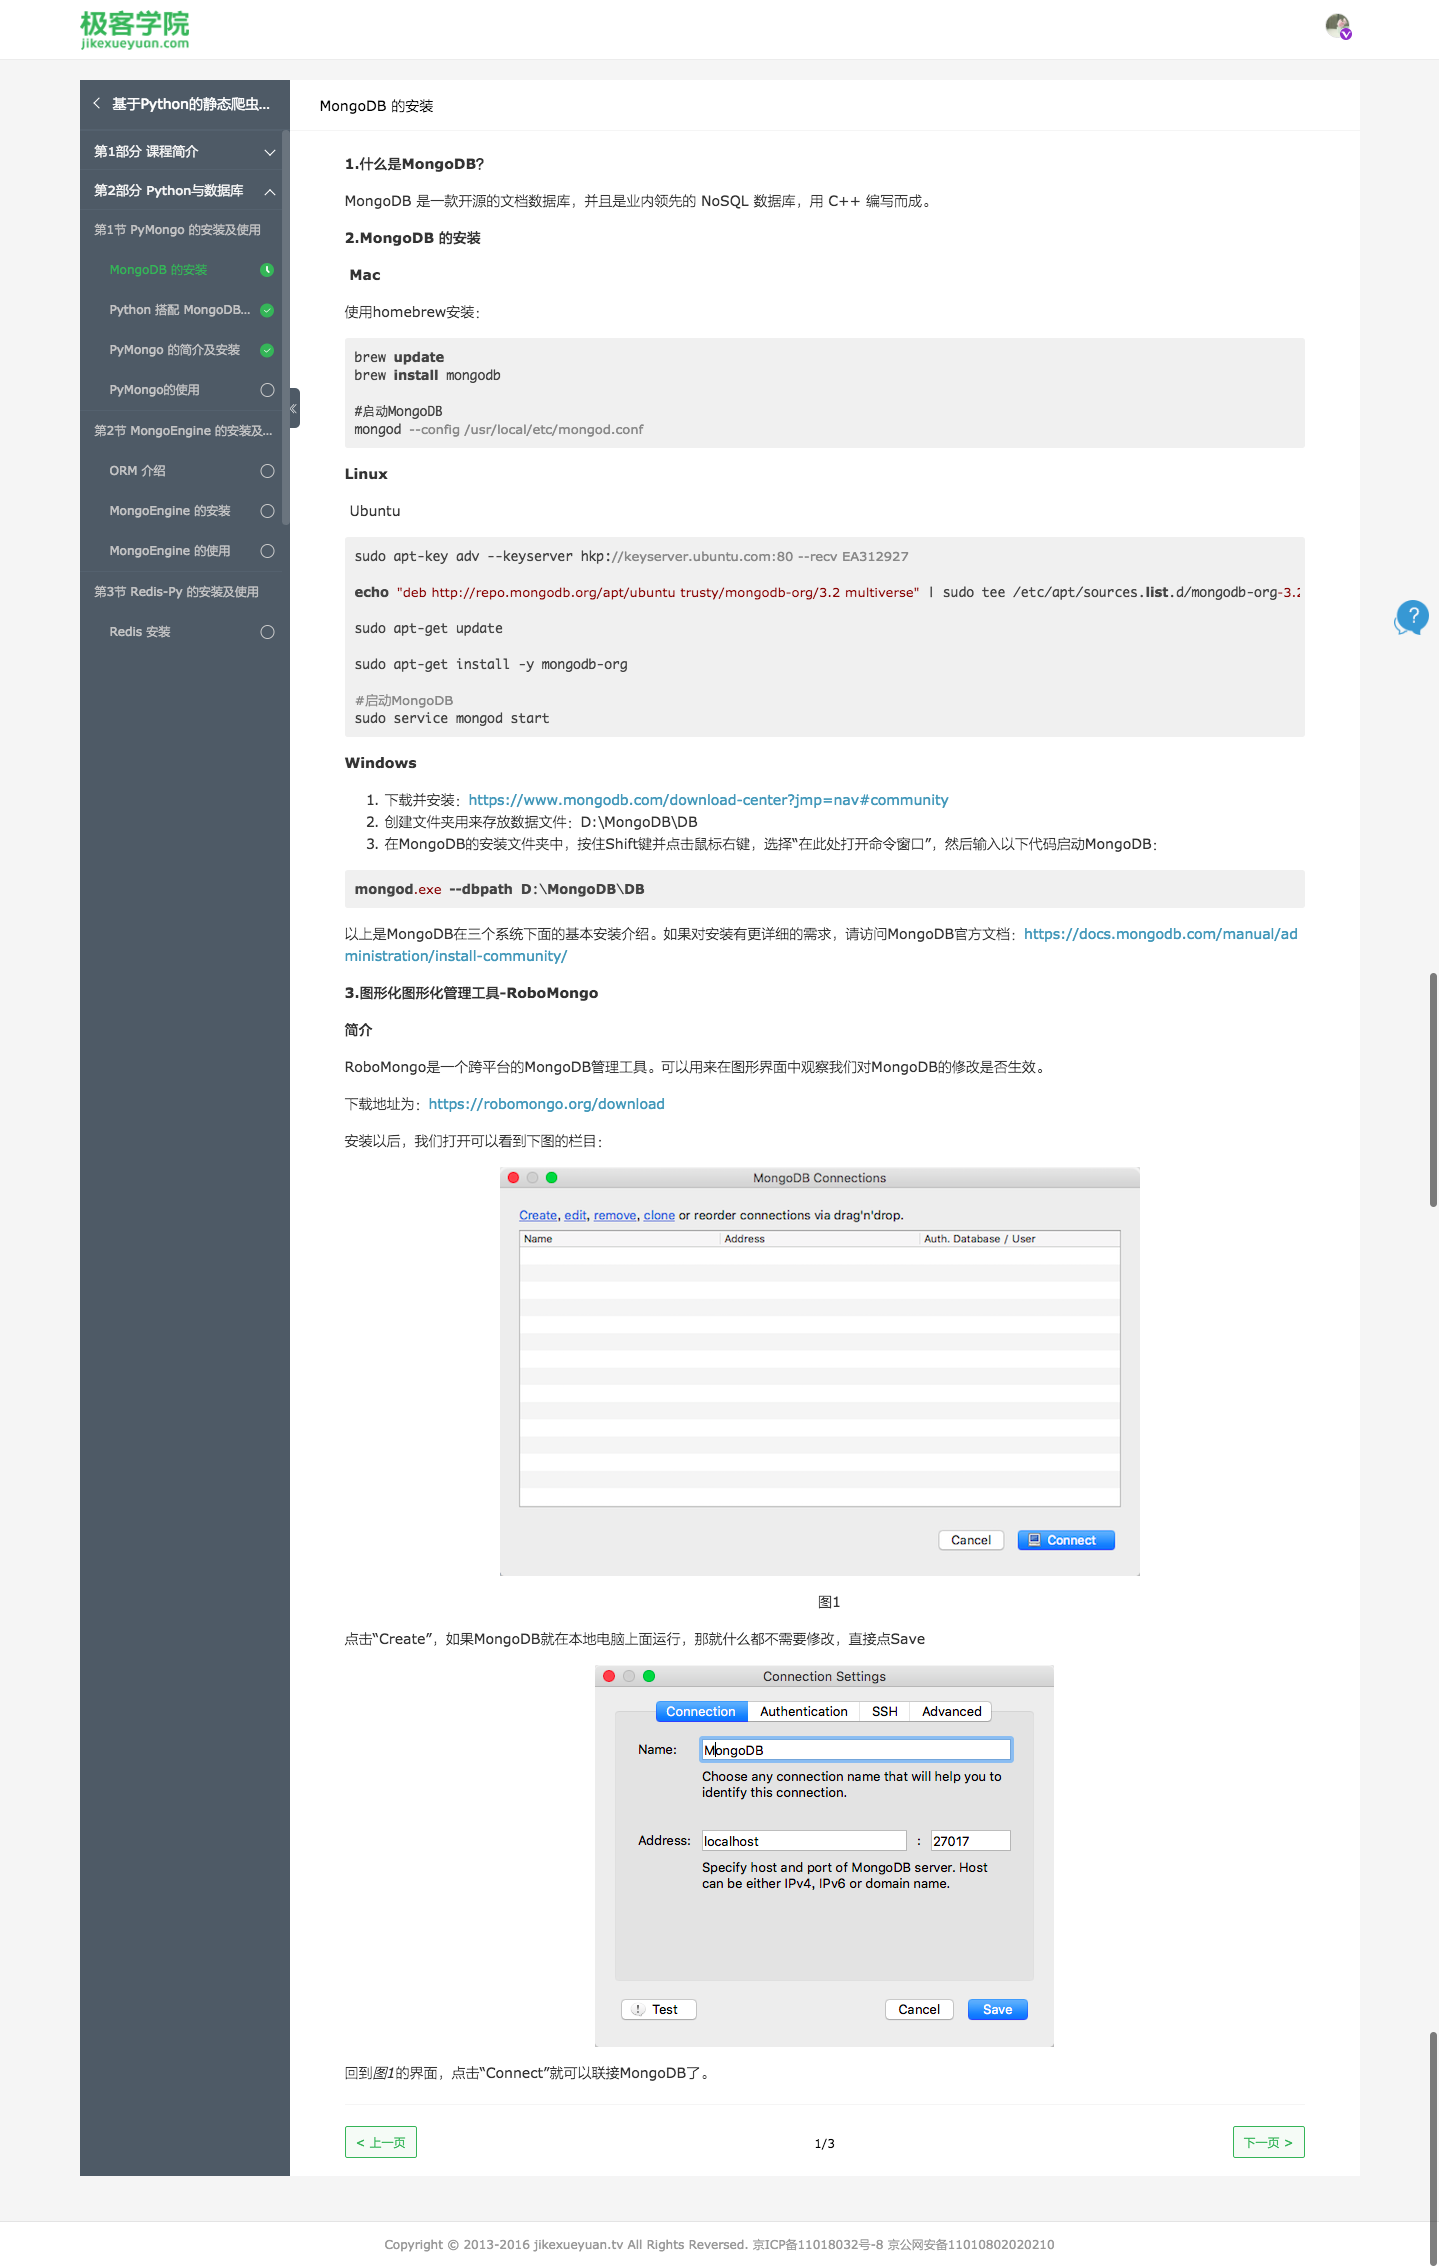 极客学院
jikexueyuan.com
基于Python的静态爬虫...
第1部分 课程简介
第2部分 Python与数据库
第1节 PyMongo 的安装及使用
MongoDB 的安装
Python 搭配 MongoDB...
PyMongo 的简介及安装
PyMongo的使用
第2节 MongoEngine 的安装及...
ORM 介绍
MongoEngine 的安装
MongoEngine 的使用
第3节 Redis-Py 的安装及使用
Redis 安装
MongoDB 的安装
1.什么是MongoDB？
MongoDB 是一款开源的文档数据库，并且是业内领先的 NoSQL 数据库，用 C++ 编写而成。
2.MongoDB 的安装
Mac
使用homebrew安装：
brew update
brew install mongodb
#启动MongoDB
mongod --config /usr/local/etc/mongod.conf
Linux
Ubuntu
sudo apt-key adv --keyserver hkp://keyserver.ubuntu.com:80 --recv EA312927
echo "deb http://repo.mongodb.org/apt/ubuntu trusty/mongodb-org/3.2 multiverse" | sudo tee /etc/apt/sources.list.d/mongodb-org-3.2
sudo apt-get update
sudo apt-get install -y mongodb-org
#启动MongoDB
sudo service mongod start
Windows
1. 下载并安装：https://www.mongodb.com/download-center?jmp=nav#community
2. 创建文件夹用来存放数据文件：D:\MongoDB\DB
3. 在MongoDB的安装文件夹中，按住Shift键并点击鼠标右键，选择“在此处打开命令窗口”，然后输入以下代码启动MongoDB：
mongod.exe --dbpath D:\MongoDB\DB
以上是MongoDB在三个系统下面的基本安装介绍。如果对安装有更详细的需求，请访问MongoDB官方文档：https://docs.mongodb.com/manual/ad
ministration/install-community/
3.图形化图形化管理工具-RoboMongo
简介
RoboMongo是一个跨平台的MongoDB管理工具。可以用来在图形界面中观察我们对MongoDB的修改是否生效。
下载地址为：https://robomongo.org/download
安装以后，我们打开可以看到下图的栏目：
MongoDB Connections
Create, edit, remove, clone or reorder connections via drag'n'drop.
Name Address Auth. Database / User
Cancel Connect
图1
点击“Create”，如果MongoDB就在本地电脑上面运行，那就什么都不需要修改，直接点Save
Connection Settings
Connection Authentication SSH Advanced
Name: MongoDB
Choose any connection name that will help you to
identify this connection.
Address: localhost : 27017
Specify host and port of MongoDB server. Host
can be either IPv4, IPv6 or domain name.
! Test Cancel Save
回到图1的界面，点击“Connect”就可以联接MongoDB了。
< 上一页 1/3 下一页 >
Copyright © 2013-2016 jikexueyuan.tv All Rights Reversed. 京ICP备11018032号-8 京公网安备11010802020210